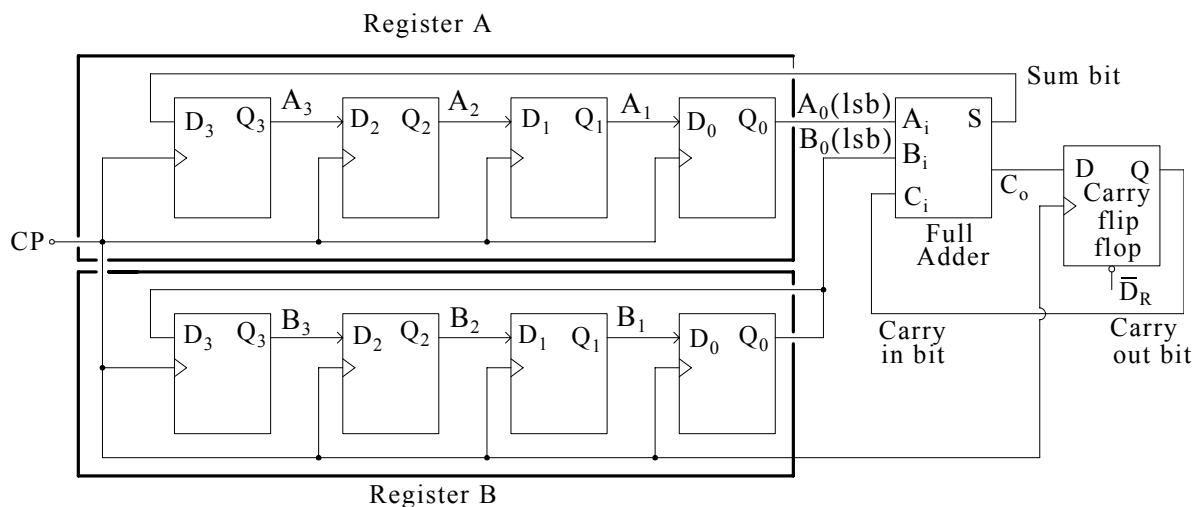 Register A
Sum bit
D₃ Q₃ A₃ D₂ Q₂ A₂ D₁ Q₁ A₁ D₀ Q₀ A₀(lsb) Aᵢ S
B₀(lsb) Bᵢ
Cᵢ Cₒ D Q
Carry
flip
flop
CP
Full
Adder
D̅_R
D₃ Q₃ B₃ D₂ Q₂ B₂ D₁ Q₁ B₁ D₀ Q₀
Carry
in bit
Carry
out bit
Register B